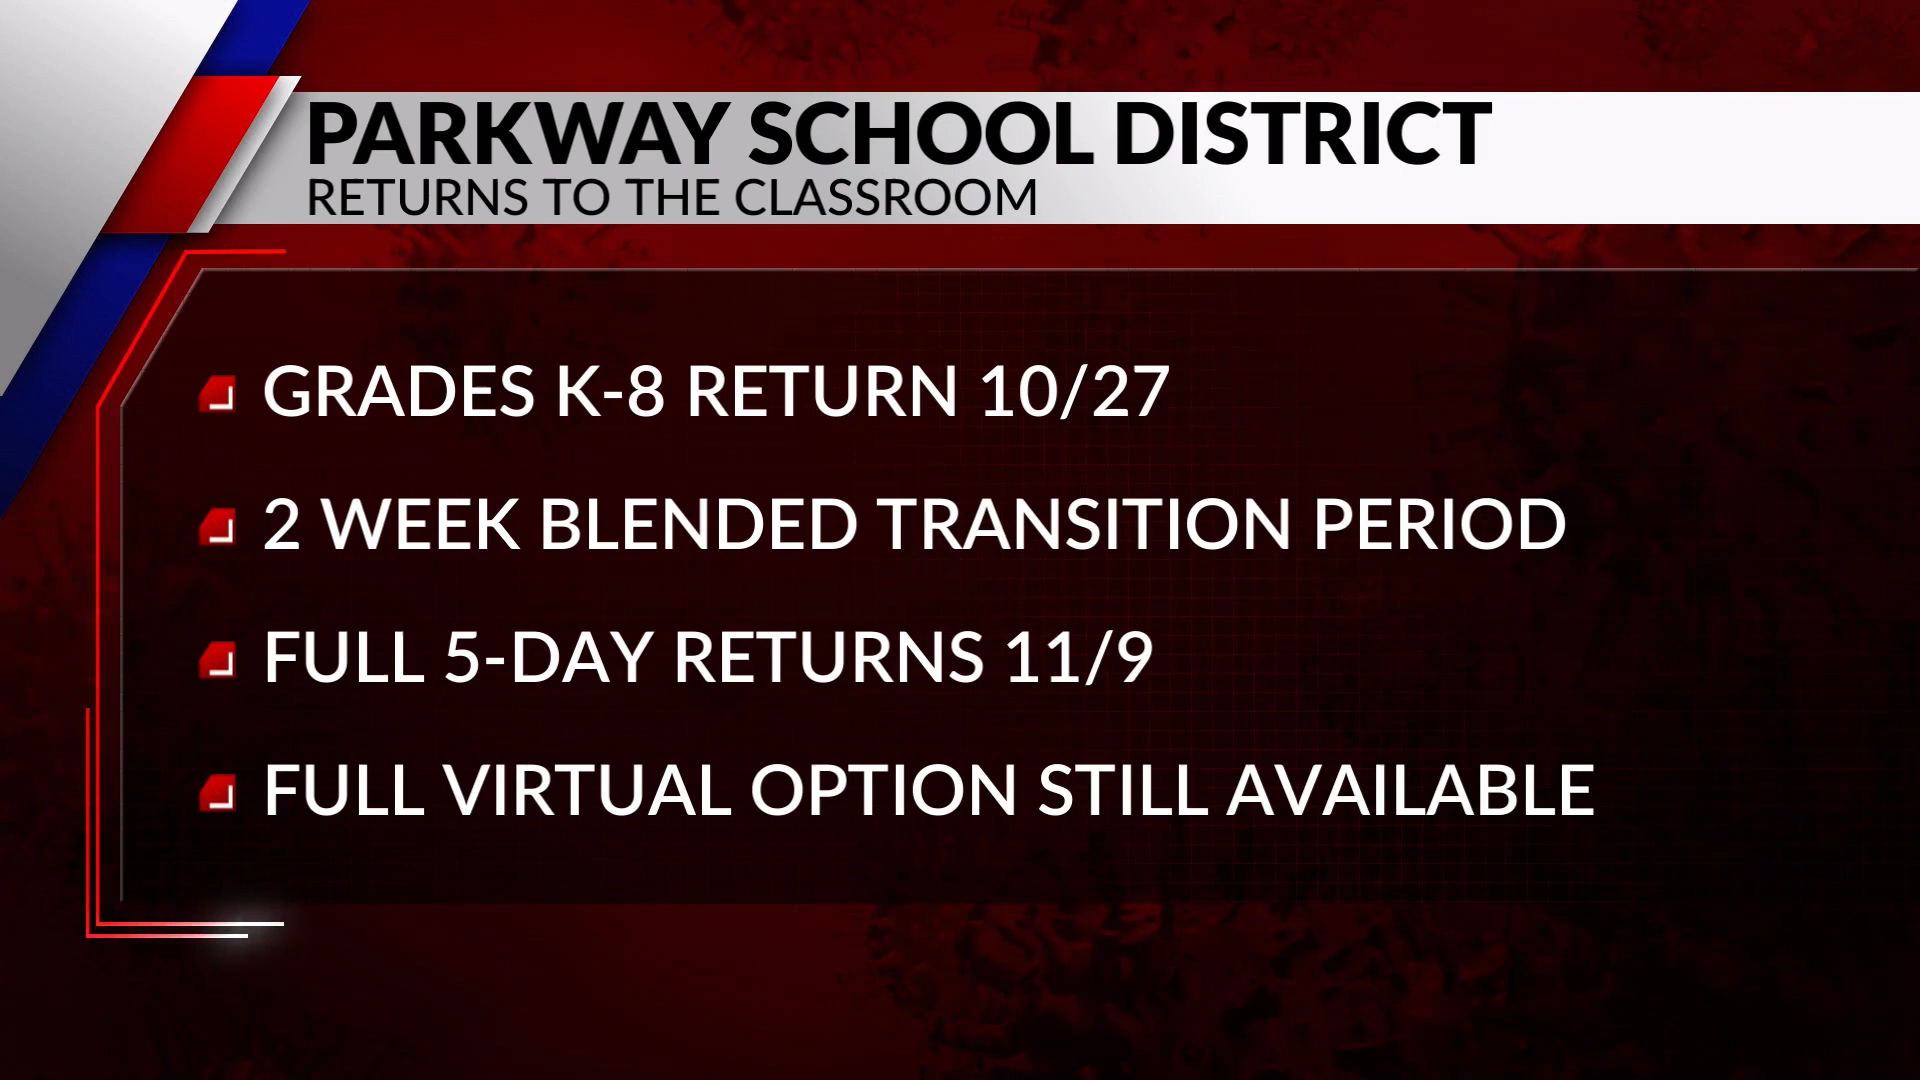 PARKWAY SCHOOL DISTRICT
RETURNS TO THE CLASSROOM
GRADES K-8 RETURN 10/27
2 WEEK BLENDED TRANSITION PERIOD
FULL 5-DAY RETURNS 11/9
FULL VIRTUAL OPTION STILL AVAILABLE